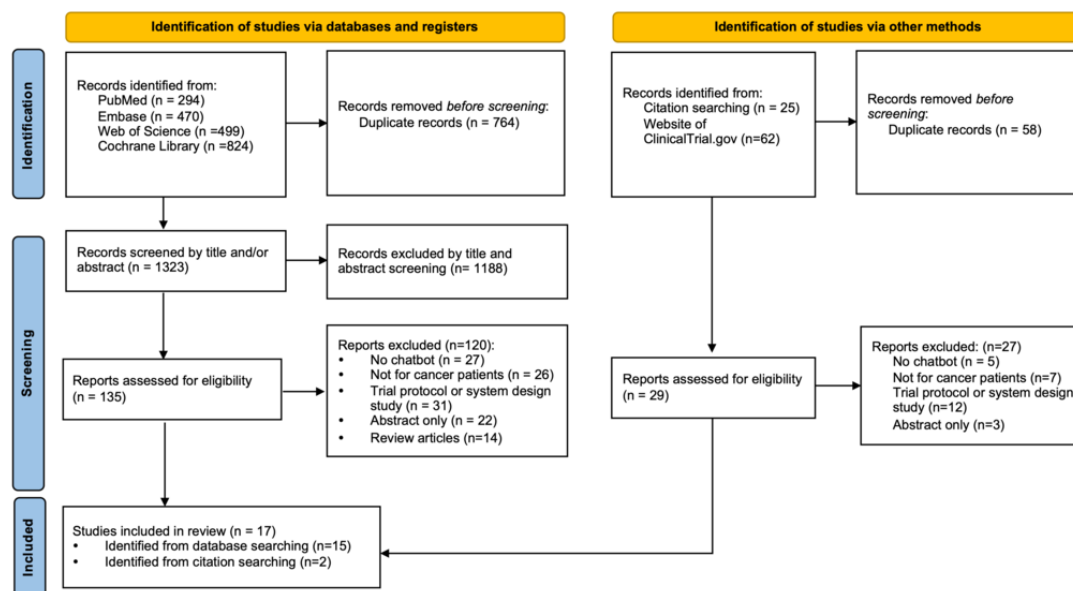 Identification of studies via databases and registers
Identification of studies via other methods
Identification
Records identified from:
PubMed (n = 294)
Embase (n = 470)
Web of Science (n =499)
Cochrane Library (n =824)
Records removed before screening:
Duplicate records (n = 764)
Records identified from:
Citation searching (n = 25)
Website of
ClinicalTrial.gov (n=62)
Records removed before
screening:
Duplicate records (n = 58)
Screening
Records screened by title and/or
abstract (n = 1323)
Records excluded by title and
abstract screening (n= 1188)
Reports assessed for eligibility
(n = 135)
Reports excluded (n=120):
• No chatbot (n = 27)
• Not for cancer patients (n = 26)
• Trial protocol or system design
study (n = 31)
• Abstract only (n = 22)
• Review articles (n=14)
Reports assessed for eligibility
(n = 29)
Reports excluded: (n=27)
No chatbot (n = 5)
Not for cancer patients (n=7)
Trial protocol or system design
study (n=12)
Abstract only (n=3)
Included
Studies included in review (n = 17)
• Identified from database searching (n=15)
• Identified from citation searching (n=2)